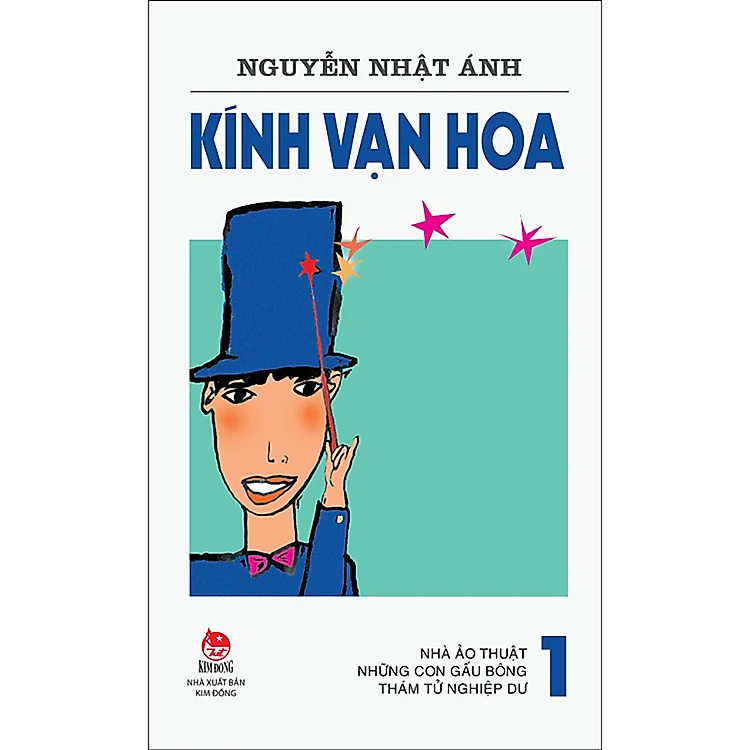 NGUYỄN NHẬT ÁNH
KÍNH VẠN HOA
NHÀ ẢO THUẬT
NHỮNG CON GẤU BÔNG
THÁM TỬ NGHIỆP DƯ
1
KIM ĐỒNG
NHÀ XUẤT BẢN
KIM ĐỒNG